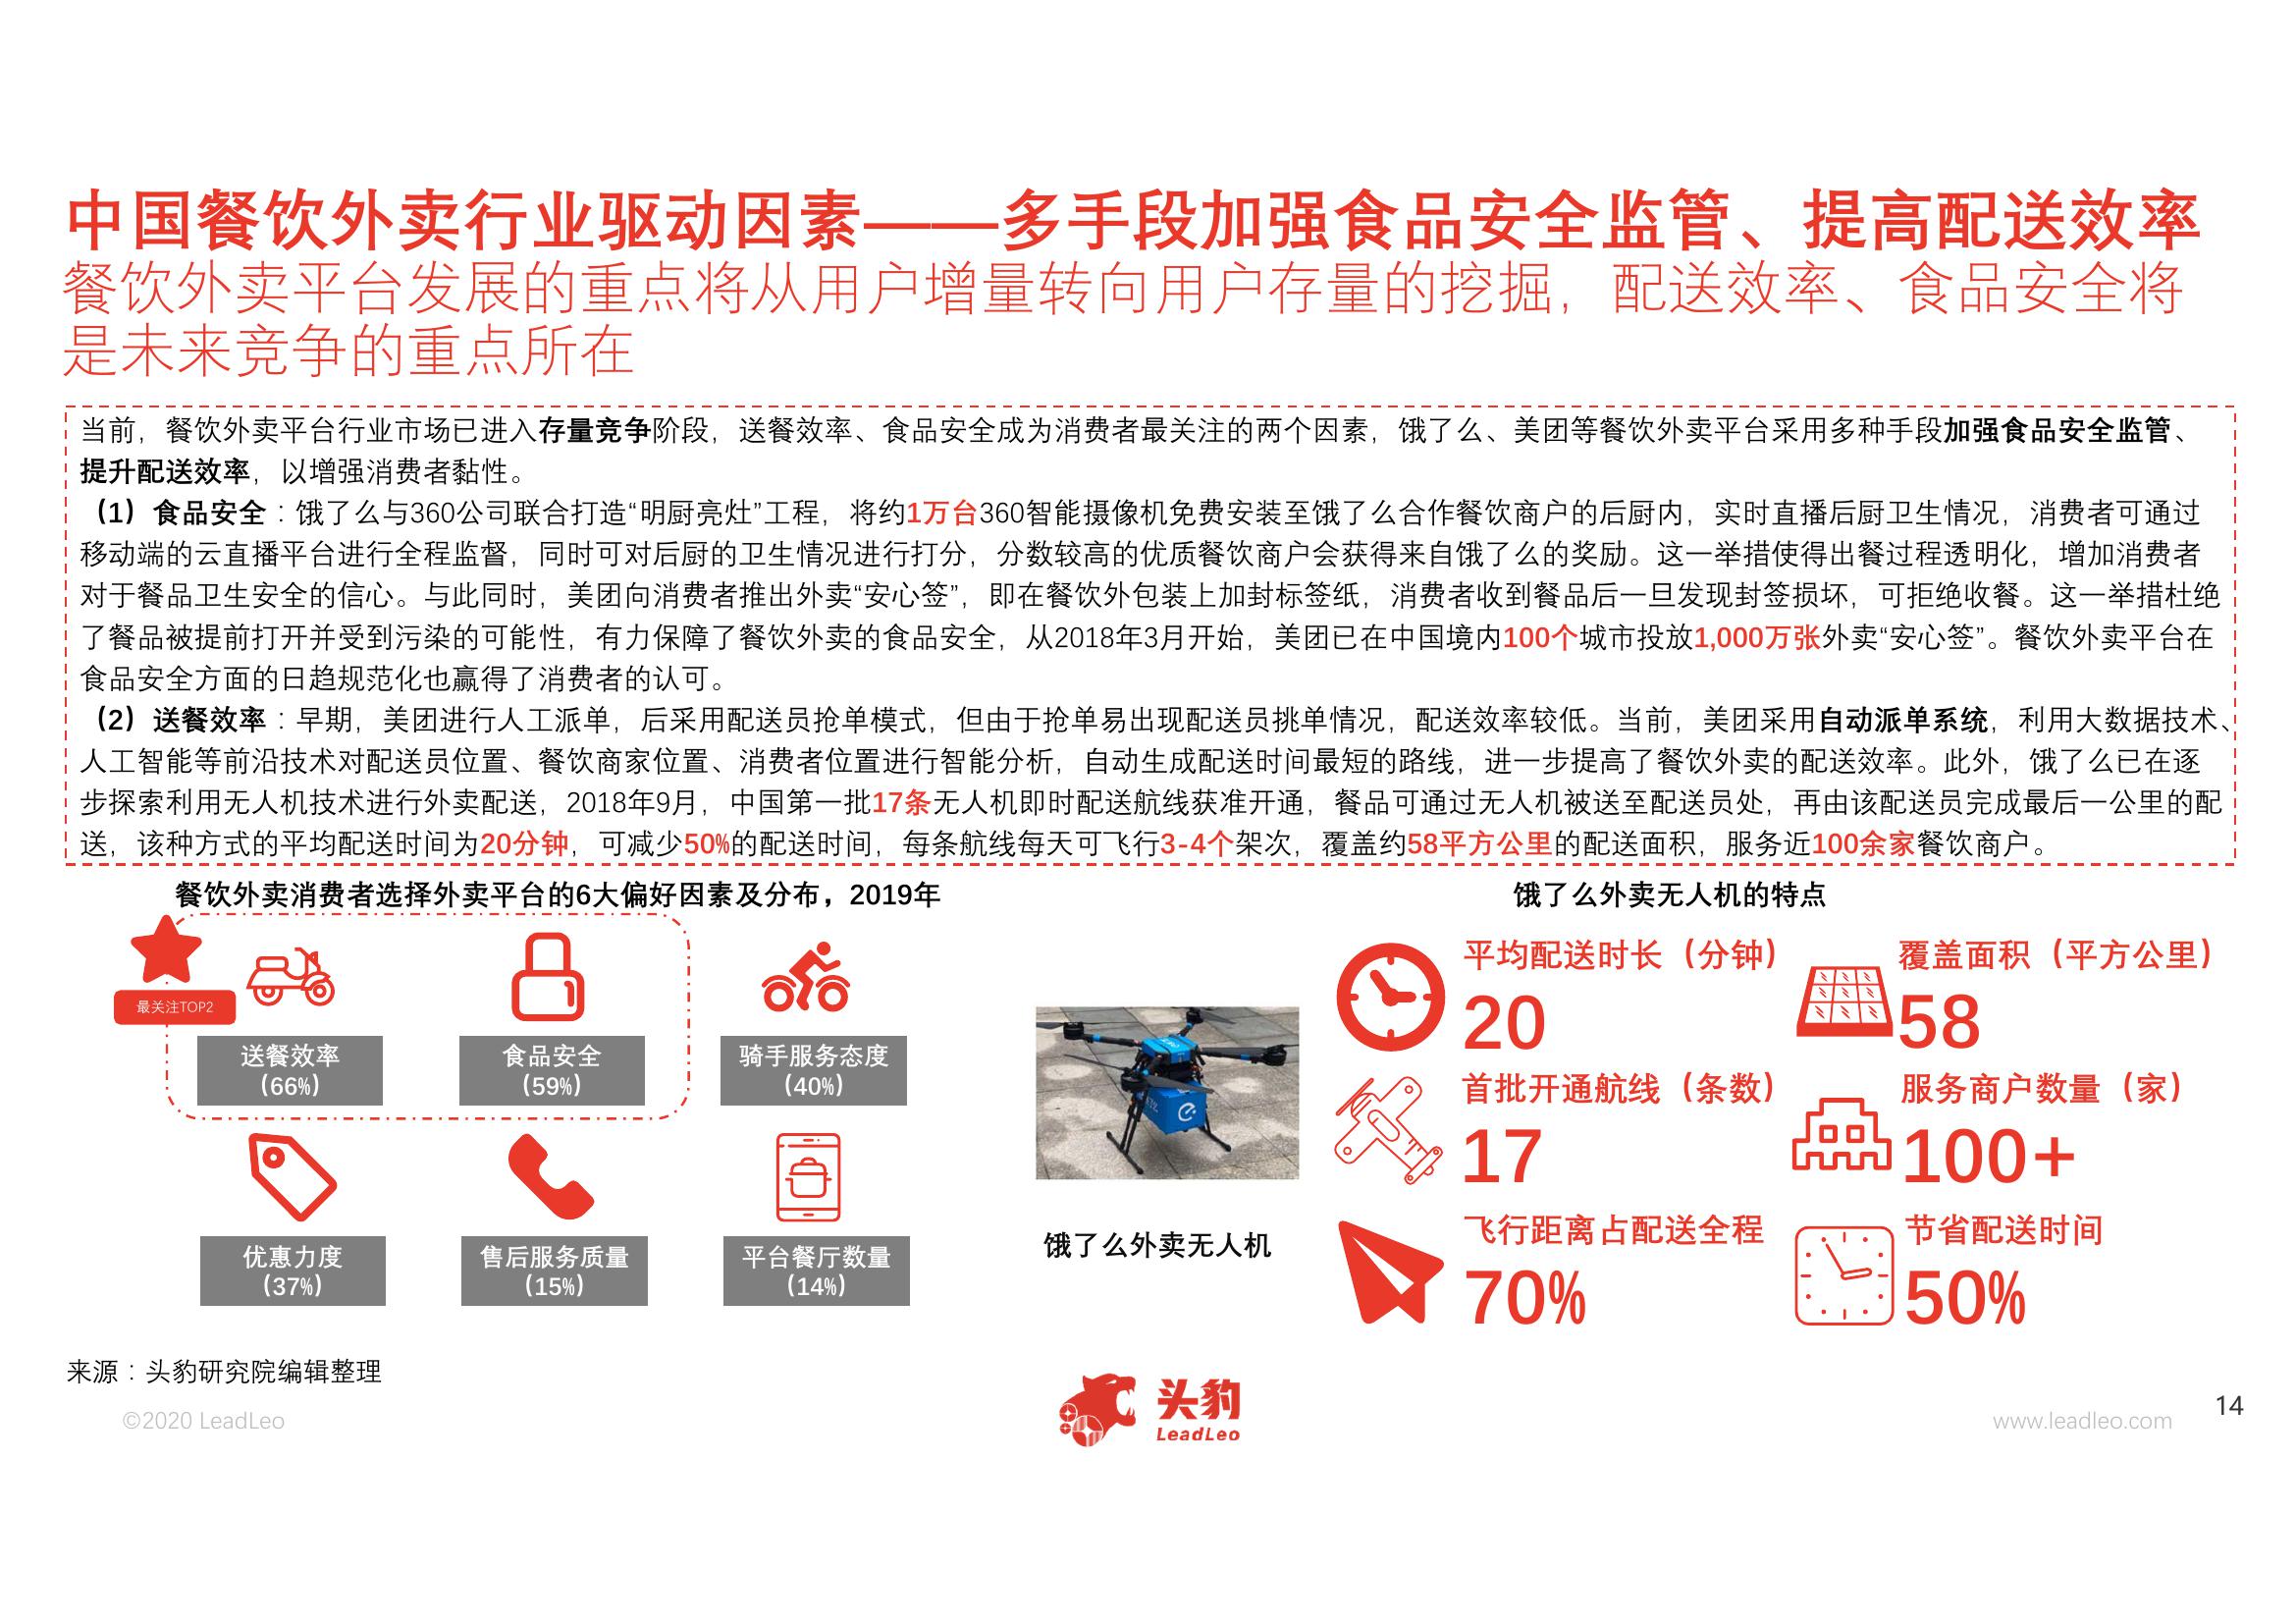 中国餐饮外卖行业驱动因素——多手段加强食品安全监管、提高配送效率
餐饮外卖平台发展的重点将从用户增量转向用户存量的挖掘，配送效率、食品安全将
是未来竞争的重点所在
当前，餐饮外卖平台行业市场已进入存量竞争阶段，送餐效率、食品安全成为消费者最关注的两个因素，饿了么、美团等餐饮外卖平台采用多种手段加强食品安全监管、
提升配送效率，以增强消费者黏性。
（1）食品安全：饿了么与360公司联合打造“明厨亮灶”工程，将约1万台360智能摄像机免费安装至饿了么合作餐饮商户的后厨内，实时直播后厨卫生情况，消费者可通过
移动端的云直播平台进行全程监督，同时可对后厨的卫生情况进行打分，分数较高的优质餐饮商户会获得来自饿了么的奖励。这一举措使得出餐过程透明化，增加消费者
对于餐品卫生安全的信心。与此同时，美团向消费者推出外卖“安心签”，即在餐饮外包装上加封标签纸，消费者收到餐品后一旦发现封签损坏，可拒绝收餐。这一举措杜绝
了餐品被提前打开并受到污染的可能性，有力保障了餐饮外卖的食品安全，从2018年3月开始，美团已在中国境内100个城市投放1,000万张外卖“安心签”。餐饮外卖平台在
食品安全方面的日趋规范化也赢得了消费者的认可。
（2）送餐效率：早期，美团进行人工派单，后采用配送员抢单模式，但由于抢单易出现配送员挑单情况，配送效率较低。当前，美团采用自动派单系统，利用大数据技术、
人工智能等前沿技术对配送员位置、餐饮商家位置、消费者位置进行智能分析，自动生成配送时间最短的路线，进一步提高了餐饮外卖的配送效率。此外，饿了么已在逐
步探索利用无人机技术进行外卖配送，2018年9月，中国第一批17条无人机即时配送航线获准开通，餐品可通过无人机被送至配送员处，再由该配送员完成最后一公里的配
送，该种方式的平均配送时间为20分钟，可减少50%的配送时间，每条航线每天可飞行3-4个架次，覆盖约58平方公里的配送面积，服务近100余家餐饮商户。
餐饮外卖消费者选择外卖平台的6大偏好因素及分布，2019年
最关注TOP2
送餐效率
（66%）
食品安全
（59%）
骑手服务态度
（40%）
优惠力度
（37%）
售后服务质量
（15%）
平台餐厅数量
（14%）
饿了么外卖无人机的特点
饿了么外卖无人机
平均配送时长（分钟）
20
覆盖面积（平方公里）
58
首批开通航线（条数）
17
服务商户数量（家）
100+
飞行距离占配送全程
70%
节省配送时间
50%
来源：头豹研究院编辑整理
©2020 LeadLeo
头豹
LeadLeo
www.leadleo.com
14